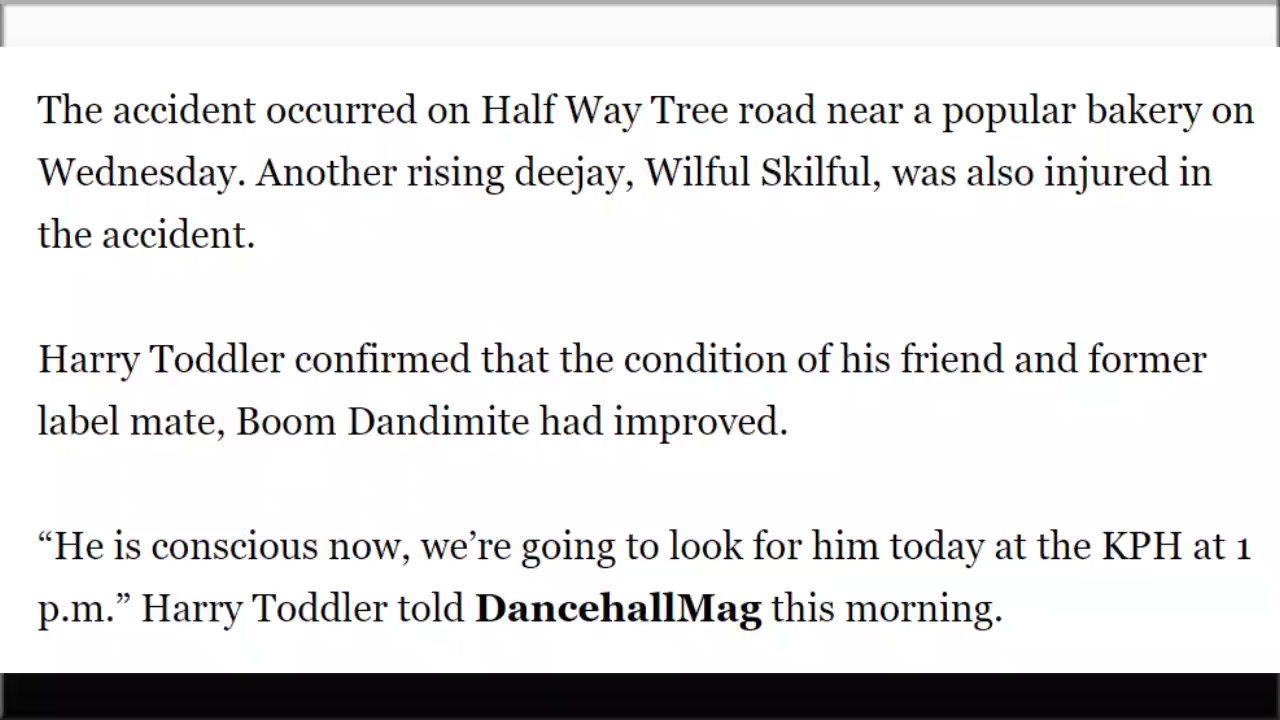 The accident occurred on Half Way Tree road near a popular bakery on
Wednesday. Another rising deejay, Wilful Skilful, was also injured in
the accident.
Harry Toddler confirmed that the condition of his friend and former
label mate, Boom Dandimite had improved.
“He is conscious now, we’re going to look for him today at the KPH at 1
p.m.” Harry Toddler told DancehallMag this morning.